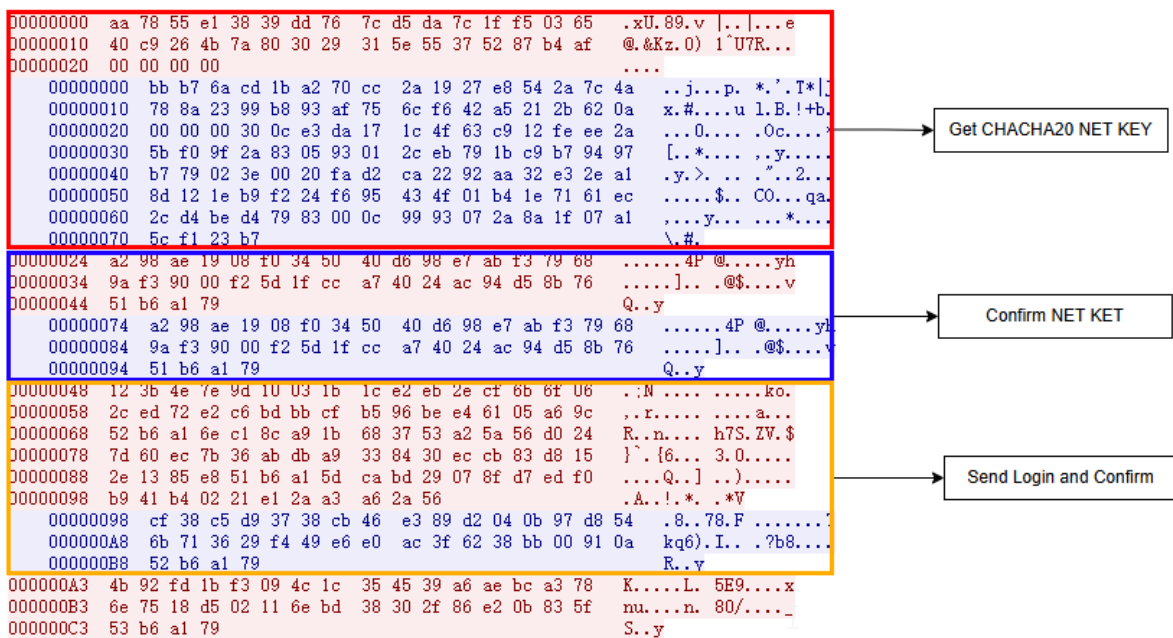 00000000 aa 78 55 e1 38 39 dd 76 7c d5 da 7c 1f f5 03 65 .xU.89.v |..|...e
00000010 40 c9 26 4b 7a 80 30 29 31 5e 55 37 52 87 b4 af @.&Kz.0) 1^U7R...
00000020 00 00 00 00 ....
00000000 bb b7 6a cd 1b a2 70 cc 2a 19 27 e8 54 2a 7c 4a ..j...p. *.'.T*|J
00000010 78 8a 23 99 b8 93 af 75 6c f6 42 a5 21 2b 62 0a x.#....u l.B.!+b.
00000020 00 00 00 30 0c e3 da 17 1c 4f 63 c9 12 fe ee 2a ...0.... .Oc....*
00000030 5b f0 9f 2a 83 05 93 01 2c eb 79 1b c9 b7 94 97 [..*.... ,.y.....
00000040 b7 79 02 3e 00 20 fa d2 ca 22 92 aa 32 e3 2e a1 .y.>. .. ."..2...
00000050 8d 12 1e b9 f2 24 f6 95 43 4f 01 b4 1e 71 61 ec .....$.. CO...qa.
00000060 2c d4 be d4 79 83 00 0c 99 93 07 2a 8a 1f 07 a1 ,...y... ...*....
00000070 5c f1 23 b7 \.#.
Get CHACHA20 NET KEY
00000024 a2 98 ae 19 08 f0 34 50 40 d6 98 e7 ab f3 79 68 ......4P @.....yh
00000034 9a f3 90 00 f2 5d 1f cc a7 40 24 ac 94 d5 8b 76 .....].. .@$....v
00000044 51 b6 a1 79 Q..y
00000074 a2 98 ae 19 08 f0 34 50 40 d6 98 e7 ab f3 79 68 ......4P @.....yh
00000084 9a f3 90 00 f2 5d 1f cc a7 40 24 ac 94 d5 8b 76 .....].. .@$....v
00000094 51 b6 a1 79 Q..y
Confirm NET KET
00000048 12 3b 4e 7e 9d 10 03 1b 1c e2 eb 2e cf 6b 6f 06 .;N..... .....ko.
00000058 2c ed 72 e2 c6 bd bb cf b5 96 be e4 61 05 a6 9c ,.r..... ....a...
00000068 52 b6 a1 6e c1 8c a9 1b 68 37 53 a2 5a 56 d0 24 R..n.... h7S.ZV.$
00000078 7d 60 ec 7b 36 ab db a9 33 84 30 ec cb 83 d8 15 }`.{6... 3.0.....
00000088 2e 13 85 e8 51 b6 a1 5d ca bd 29 07 8f d7 ed f0 ....Q..] ..).....
00000098 b9 41 b4 02 21 e1 2a a3 a6 2a 56 .A..!.*. .*V
00000098 cf 38 c5 d9 37 38 cb 46 e3 89 d2 04 0b 97 d8 54 .8..78.F .......T
000000A8 6b 71 36 29 f4 49 e6 e0 ac 3f 62 38 bb 00 91 0a kq6).I.. .?b8....
000000B8 52 b6 a1 79 R..y
Send Login and Confirm
000000A3 4b 92 fd 1b f3 09 4c 1c 35 45 39 a6 ae bc a3 78 K.....L. 5E9....x
000000B3 6e 75 18 d5 02 11 6e bd 38 30 2f 86 e2 0b 83 5f nu....n. 80/...._
000000C3 53 b6 a1 79 S..y